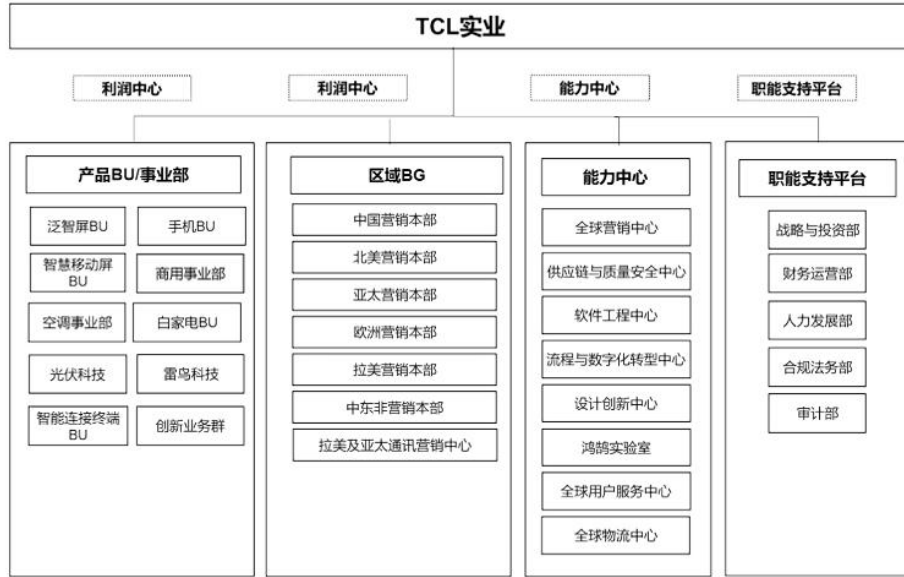 TCL实业
利润中心
利润中心
能力中心
职能支持平台
产品BU/事业部
泛智屏BU
手机BU
智慧移动屏
BU
商用事业部
空调事业部
白家电BU
光伏科技
雷鸟科技
智能连接终端
BU
创新业务群
区域BG
中国营销本部
北美营销本部
亚太营销本部
欧洲营销本部
拉美营销本部
中东非营销本部
拉美及亚太通讯营销中心
能力中心
全球营销中心
供应链与质量安全中心
软件工程中心
流程与数字化转型中心
设计创新中心
鸿鹄实验室
全球用户服务中心
全球物流中心
职能支持平台
战略与投资部
财务运营部
人力发展部
合规法务部
审计部